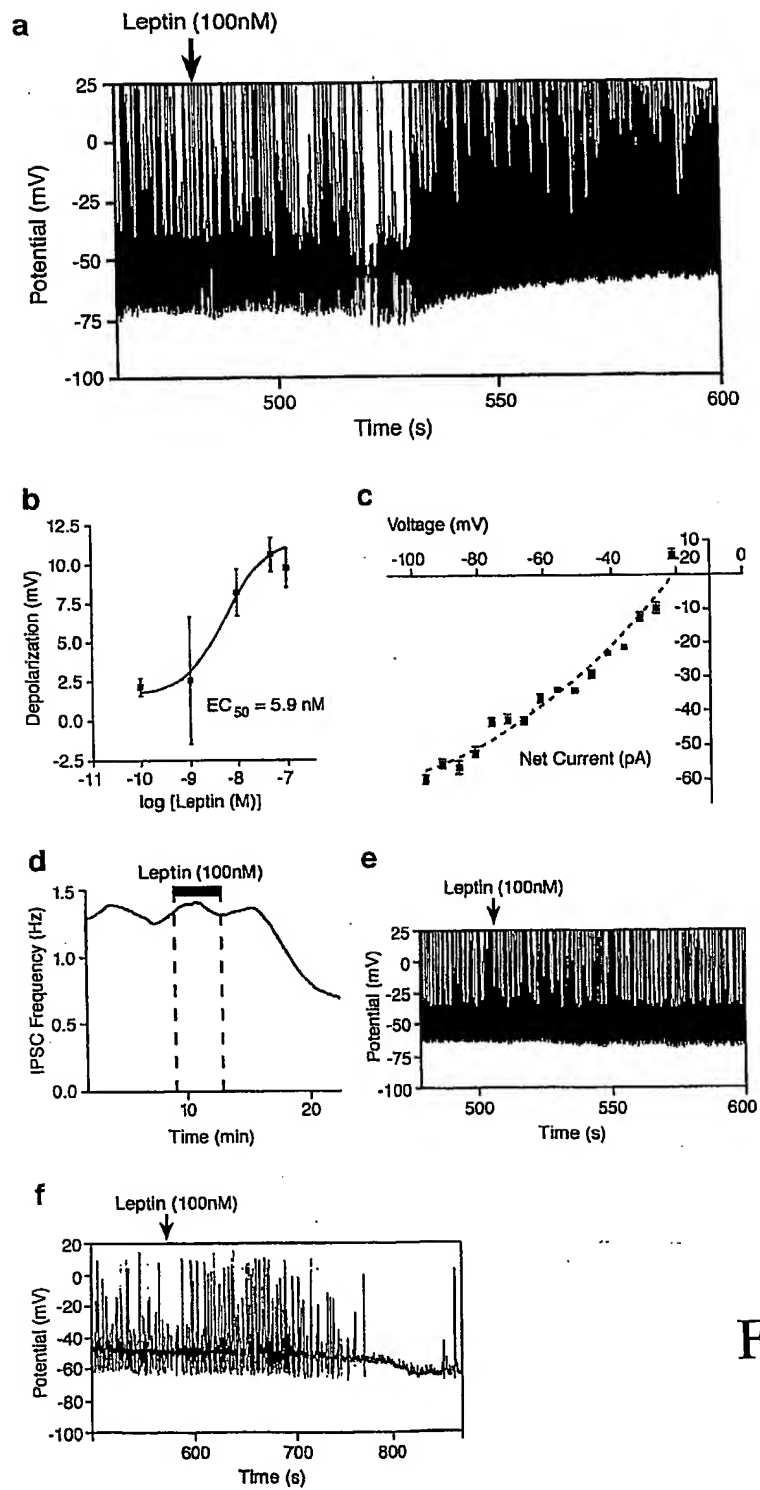 a
Leptin (100nM)
25
0
-25
-50
-75
-100
Potential (mV)
500
550
600
Time (s)
b
12.5
10.0
7.5
5.0
2.5
0.0
-2.5
Depolarization (mV)
EC50 = 5.9 nM
-11
-10
-9
-8
-7
log [Leptin (M)]
c
Voltage (mV)
-100
-80
-60
-40
-20
0
10
-10
-20
-30
-40
-50
-60
Net Current (pA)
d
Leptin (100nM)
1.5
1.0
0.5
0.0
IPSC Frequency (Hz)
10
20
Time (min)
e
Leptin (100nM)
25
0
-25
-50
-75
-100
Potential (mV)
500
550
600
Time (s)
f
Leptin (100nM)
20
0
-20
-40
-60
-80
-100
Potential (mV)
600
700
800
Time (s)
F